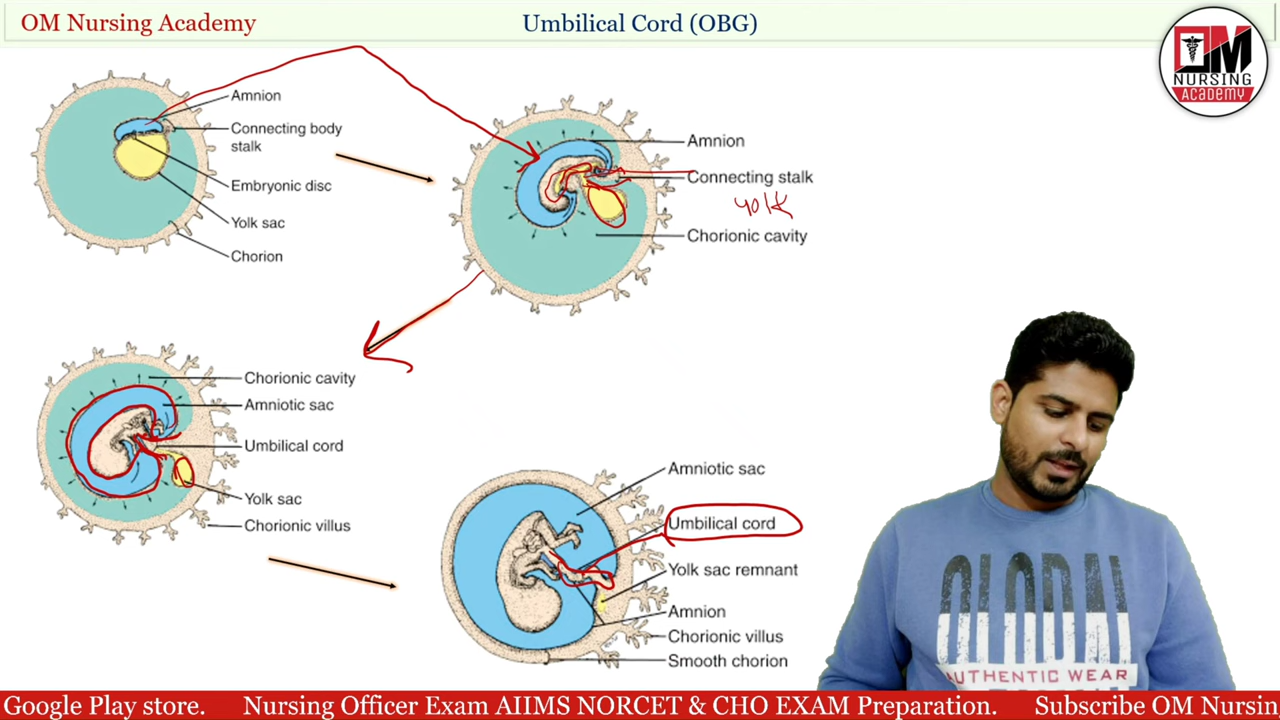 OM Nursing Academy
Umbilical Cord (OBG)
OM
NURSING
ACADEMY
Amnion
Connecting body
stalk
Embryonic disc
Yolk sac
Chorion
Amnion
Connecting stalk
yolk
Chorionic cavity
Chorionic cavity
Amniotic sac
Umbilical cord
Yolk sac
Chorionic villus
Amniotic sac
Umbilical cord
Yolk sac remnant
Amnion
Chorionic villus
Smooth chorion
GLOBAL
AUTHENTIC WEAR
Google Play store. Nursing Officer Exam AIIMS NORCET & CHO EXAM Preparation. Subscribe OM Nursin